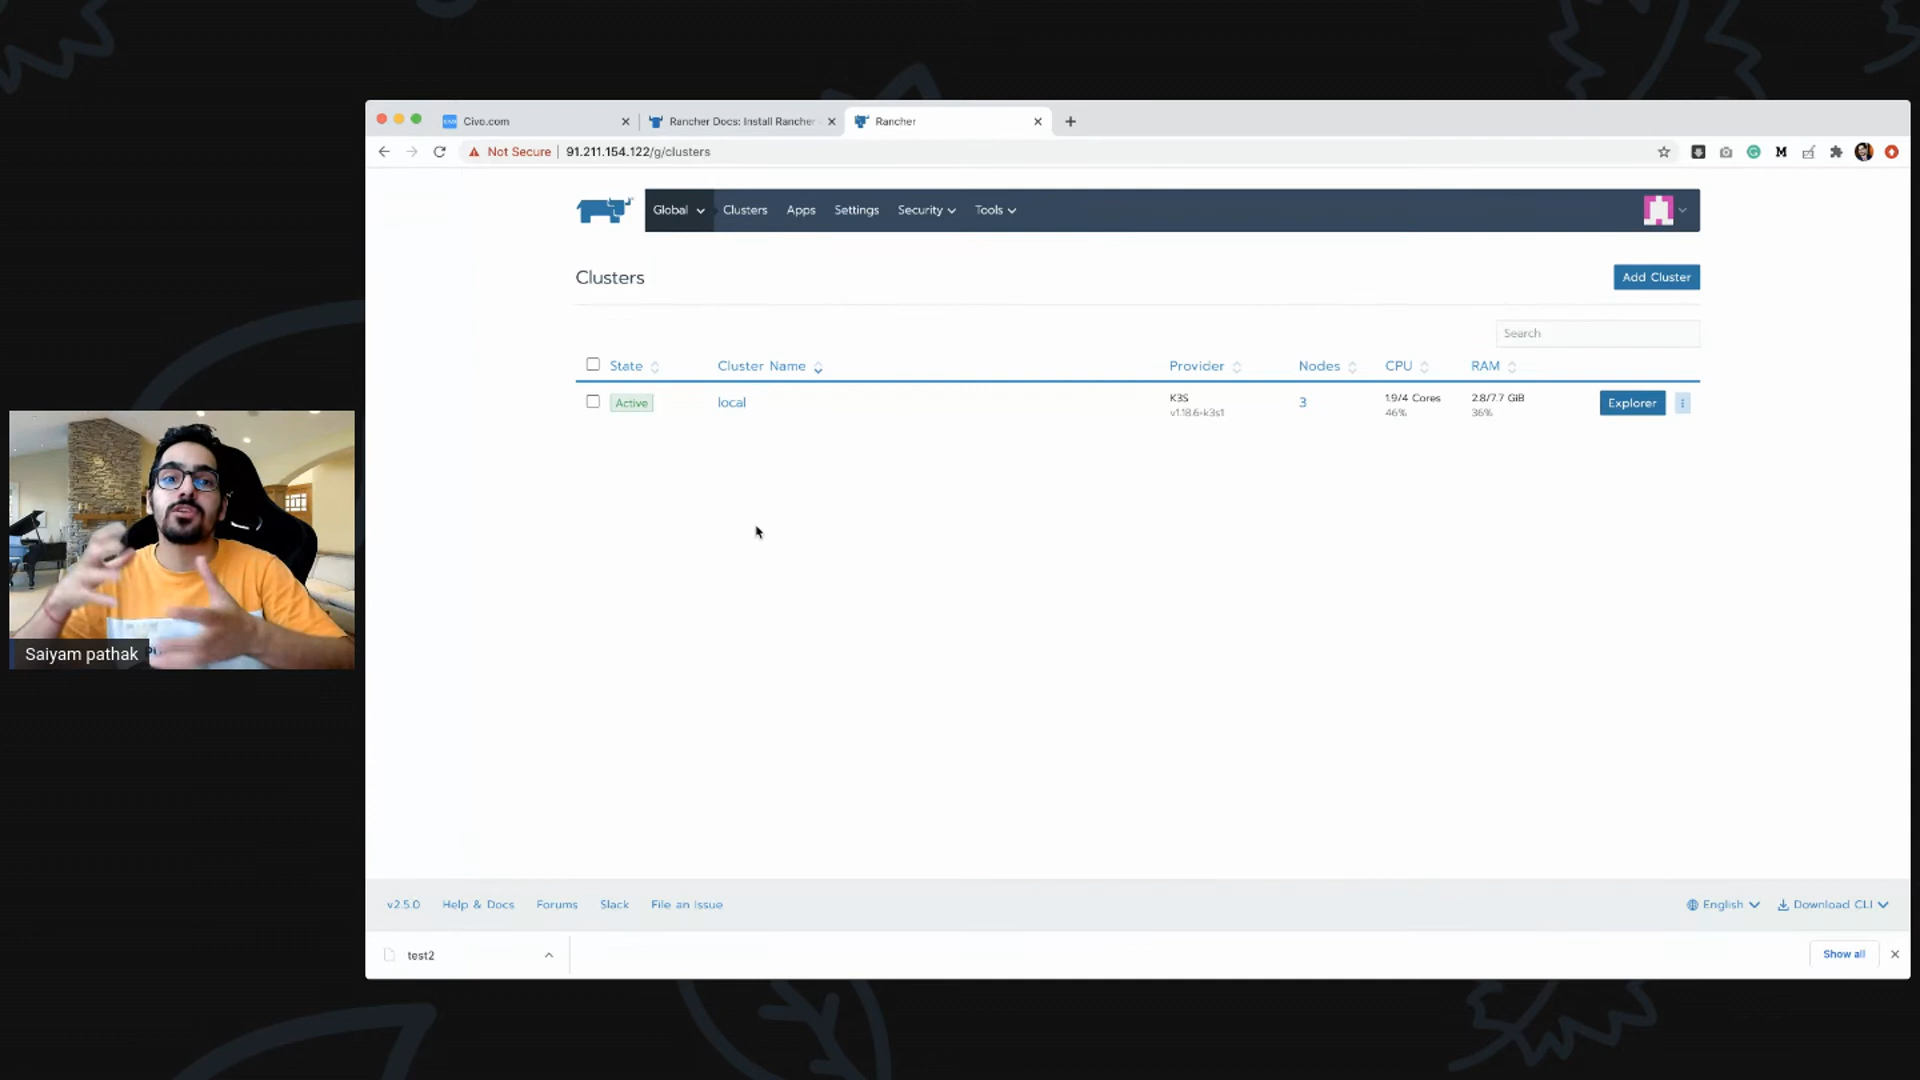 Civo.com
Rancher Docs: Install Rancher
Rancher
Not Secure
91.211.154.122/g/clusters
M
Global
Clusters
Apps
Settings
Security
Tools
Clusters
Add Cluster
Search
State
Cluster Name
Provider
Nodes
CPU
RAM
Active
local
K3S
v1.18.6+k3s1
3
1.9/4 Cores
46%
2.8/7.7 GiB
36%
Explorer
Saiyam pathak
v2.5.0
Help & Docs
Forums
Slack
File an Issue
English
Download CLI
test2
Show all